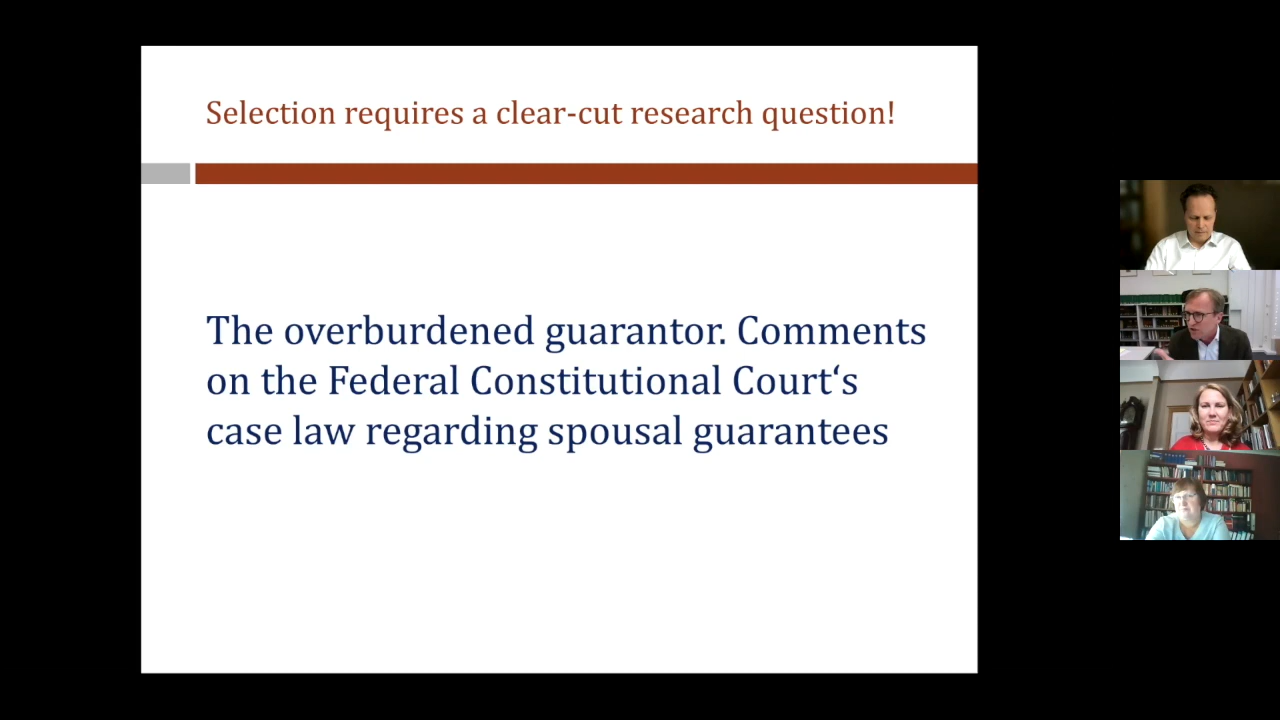 Selection requires a clear-cut research question!
The overburdened guarantor. Comments
on the Federal Constitutional Court‘s
case law regarding spousal guarantees